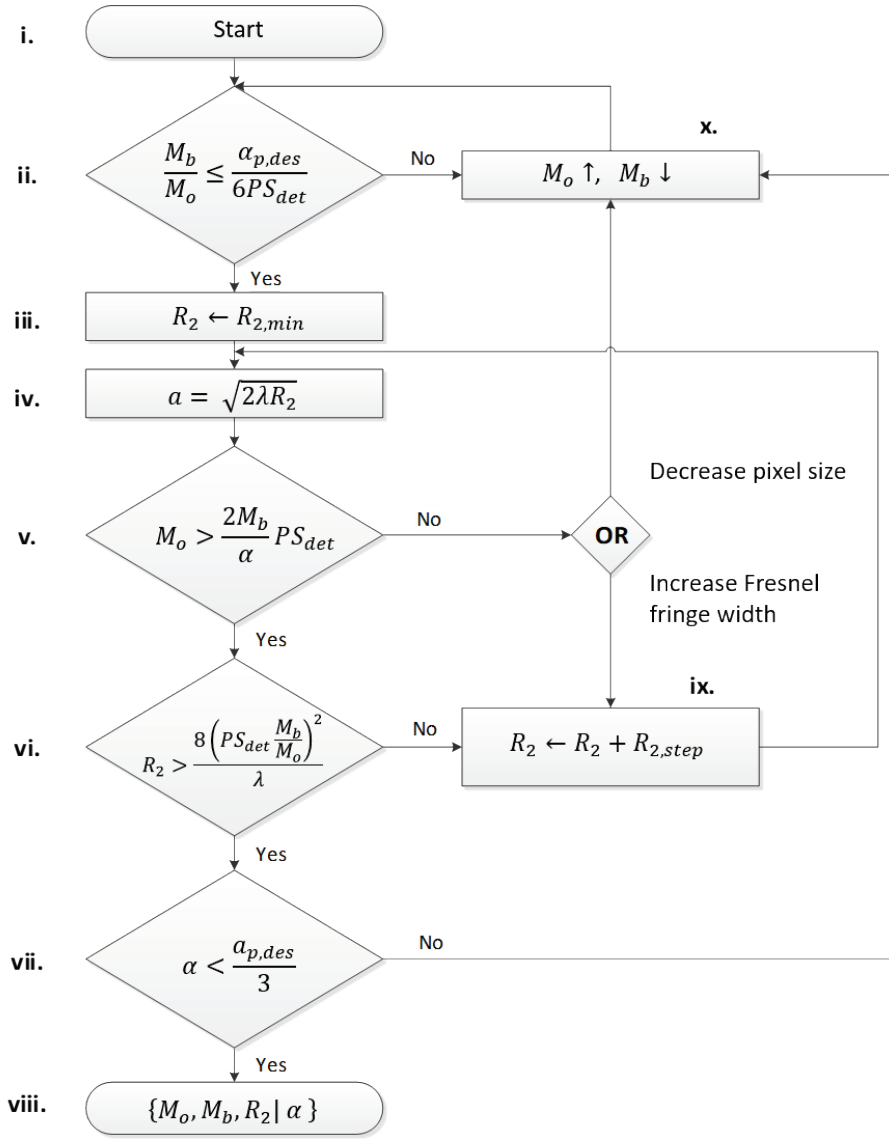 i. Start
x.
ii. M_b/M_o ≤ α_{p,des}/6PS_{det} No M_o ↑, M_b ↓
Yes
iii. R_2 ← R_{2,min}
iv. a = √(2λR_2)
Decrease pixel size
v. M_o > 2M_b/α PS_{det} No OR
Increase Fresnel
fringe width
Yes
ix.
vi. R_2 > 8(PS_{det} M_b/M_o)^2/λ No R_2 ← R_2 + R_{2,step}
Yes
vii. α < a_{p,des}/3 No
Yes
viii. {M_o, M_b, R_2 | α }